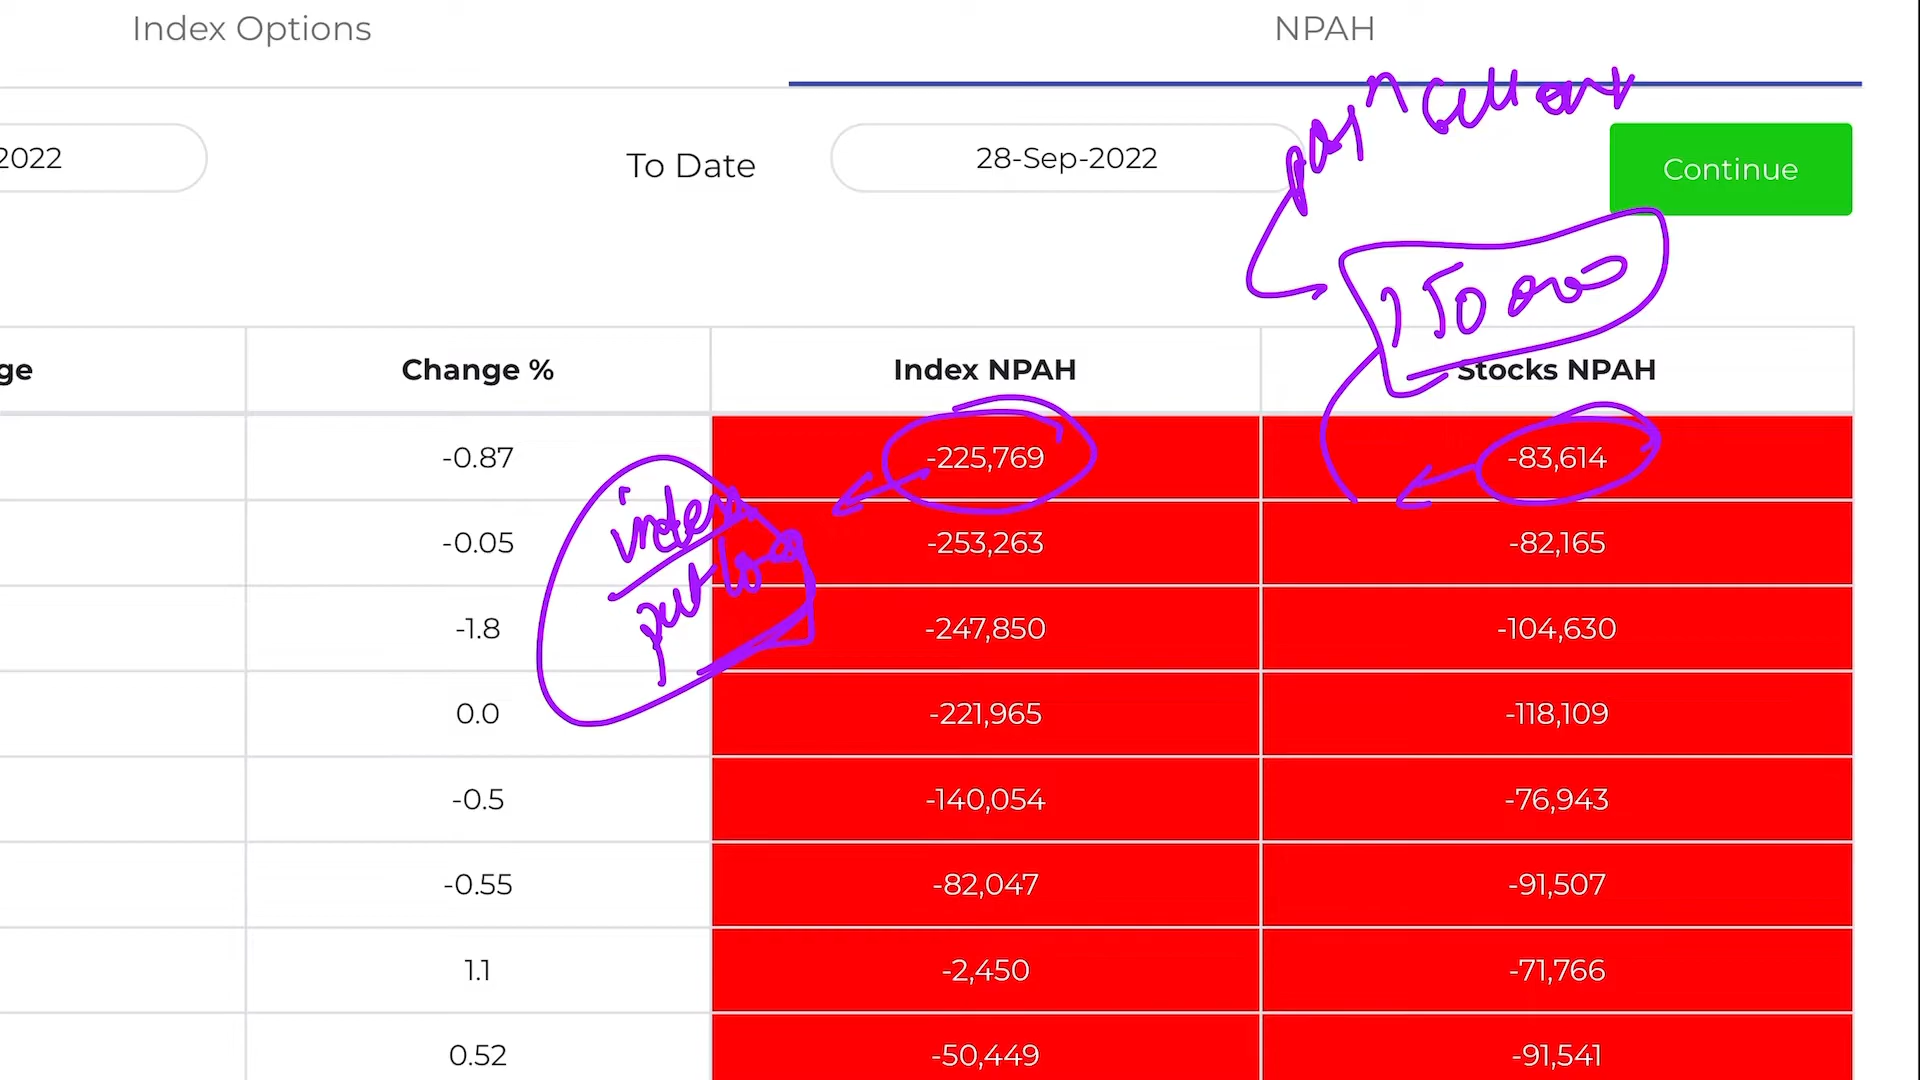 Index Options NPAH
2022 To Date 28-Sep-2022 Continue
150000
ge Change % Index NPAH Stocks NPAH
-0.87 -225,769 -83,614
index
-0.05 -253,263 -82,165
put
-1.8 -247,850 -104,630
0.0 -221,965 -118,109
-0.5 -140,054 -76,943
-0.55 -82,047 -91,507
1.1 -2,450 -71,766
0.52 -50,449 -91,541